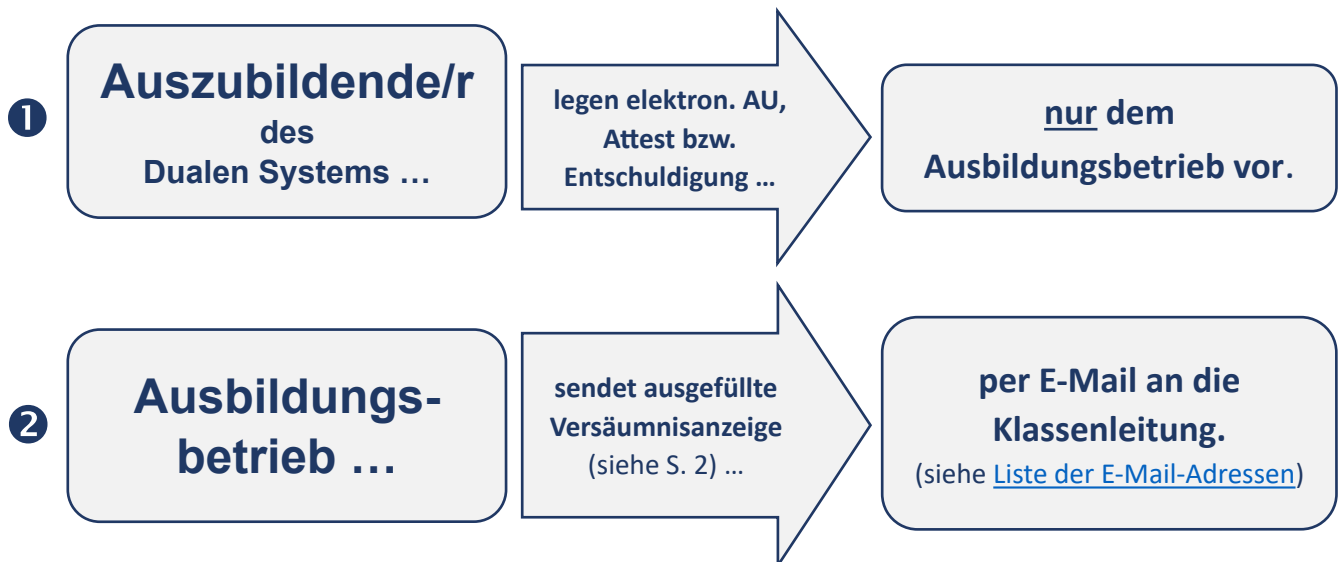 ❶
Auszubildende/r
des
Dualen Systems …
legen elektron. AU,
Attest bzw.
Entschuldigung …
nur dem
Ausbildungsbetrieb vor.
❷
Ausbildungs-
betrieb …
sendet ausgefüllte
Versäumnisanzeige
(siehe S. 2) …
per E-Mail an die
Klassenleitung.
(siehe Liste der E-Mail-Adressen)